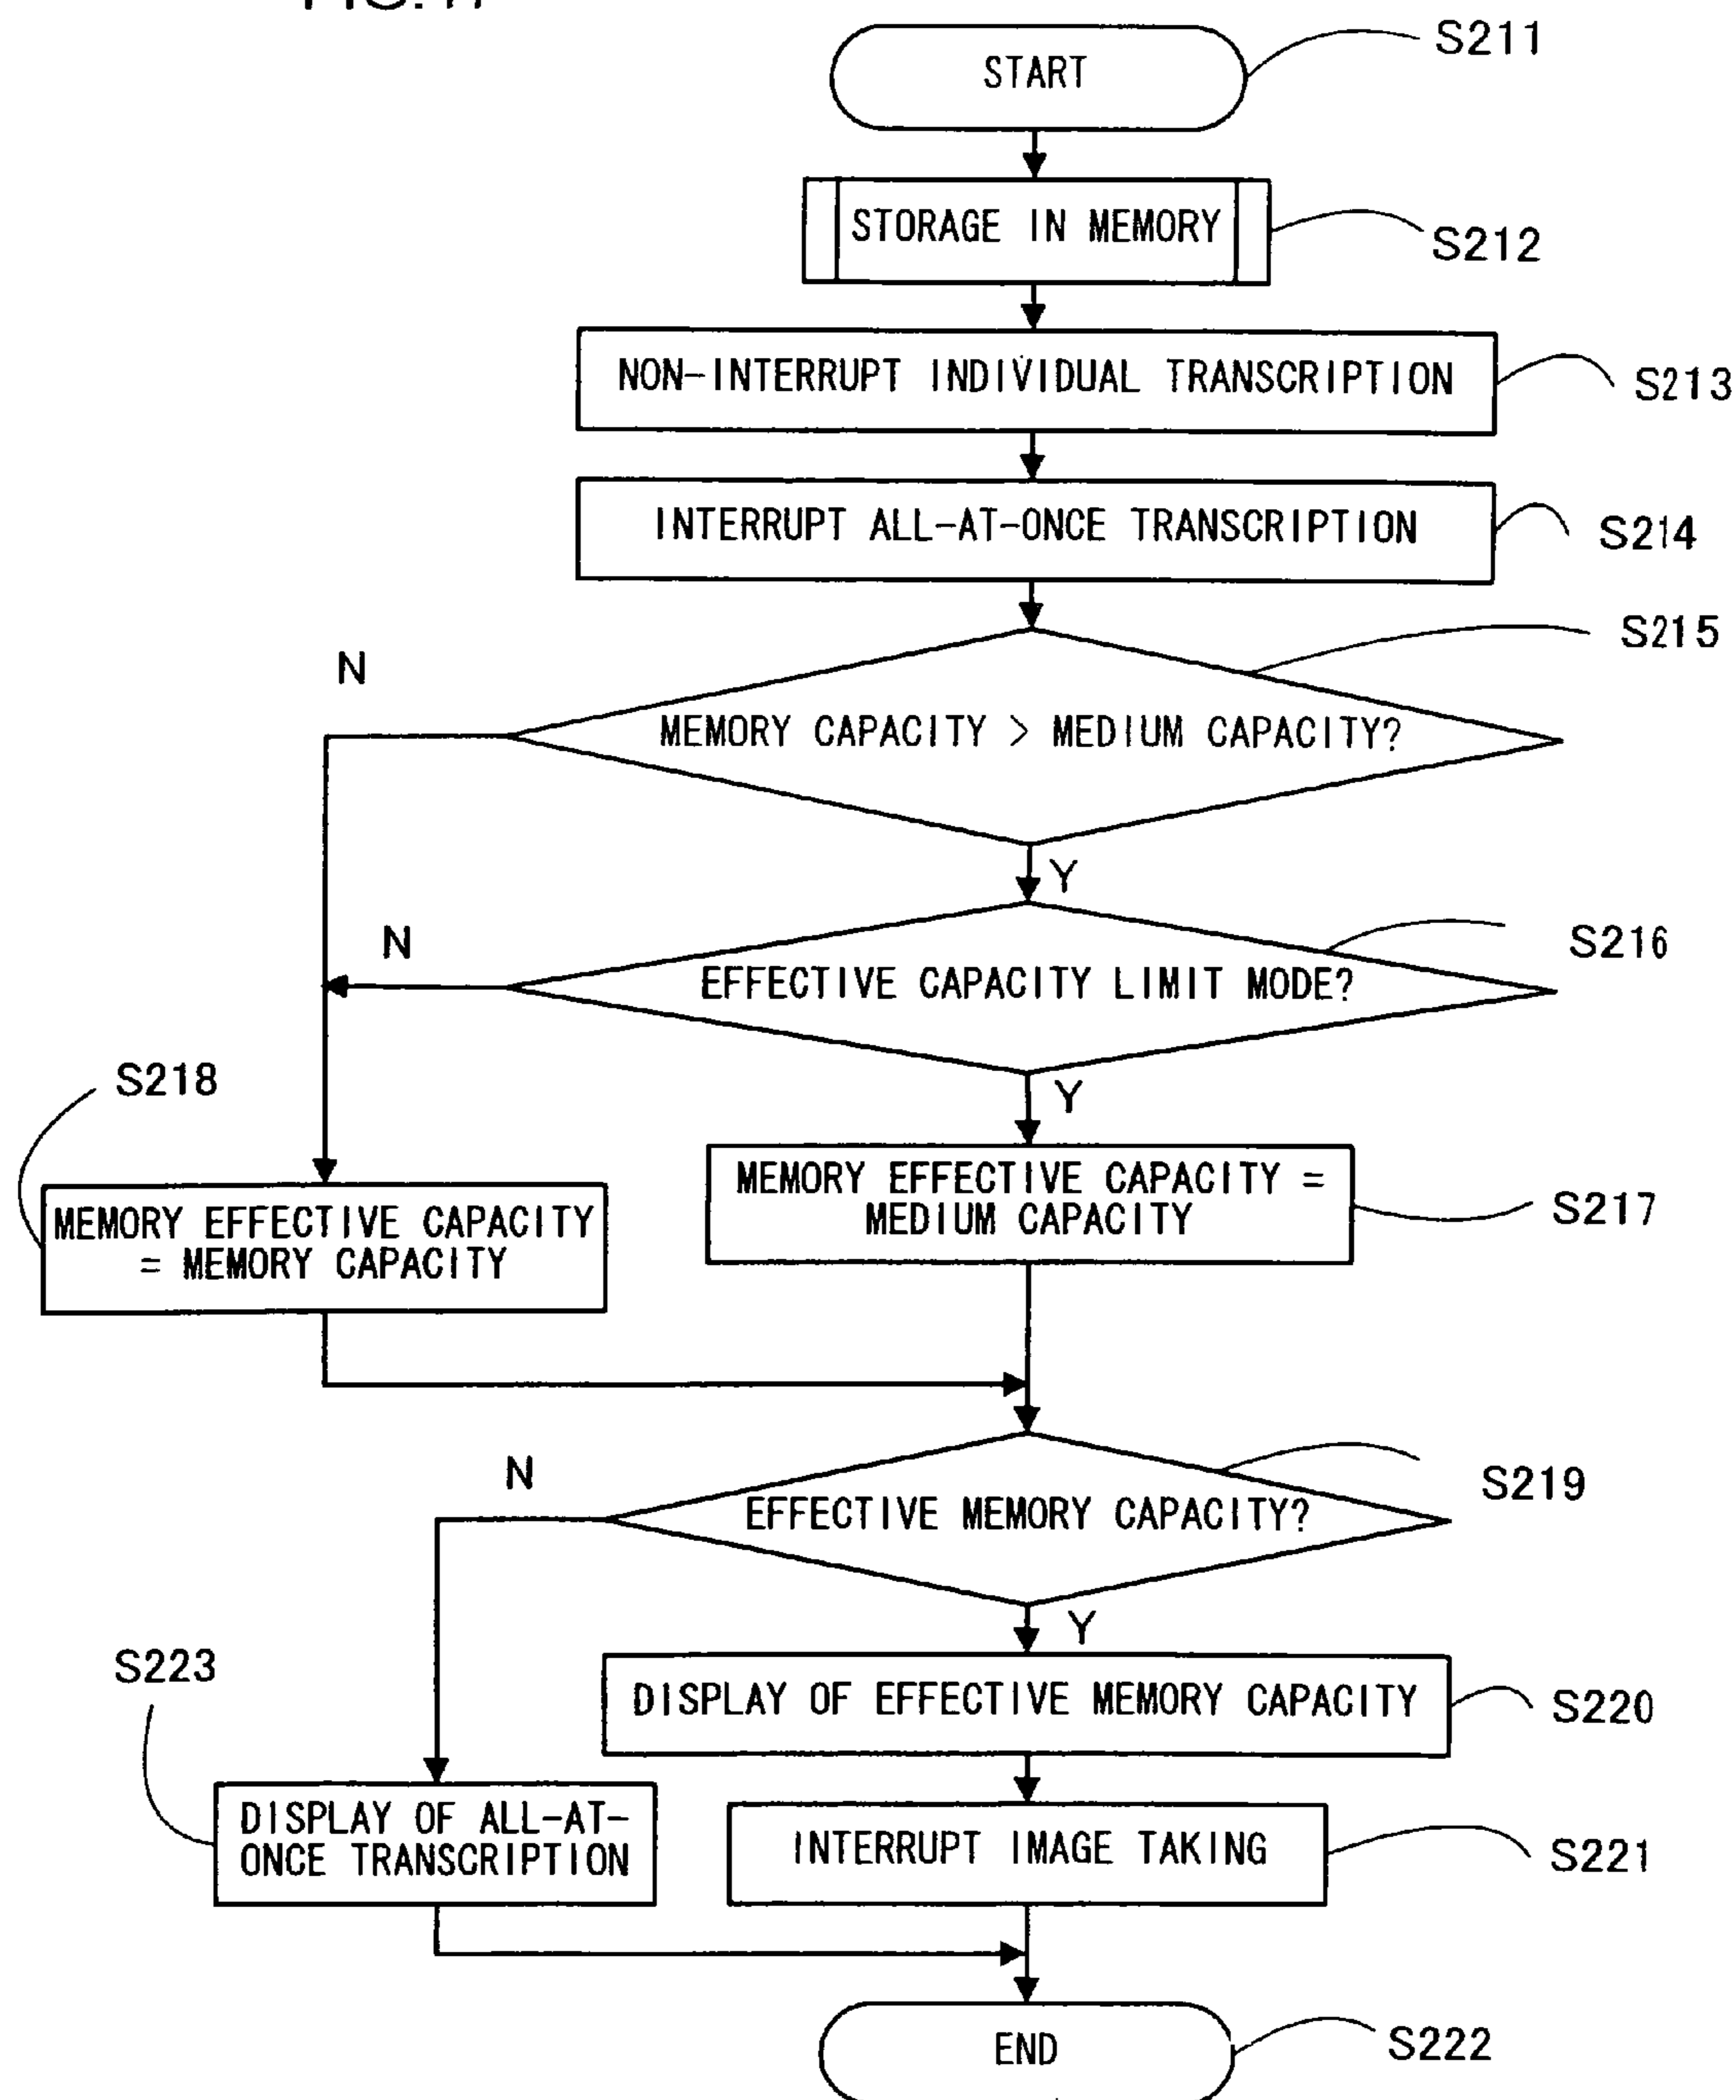 START
S211
STORAGE IN MEMORY
S212
NON-INTERRUPT INDIVIDUAL TRANSCRIPTION
S213
INTERRUPT ALL-AT-ONCE TRANSCRIPTION
S214
S215
N
MEMORY CAPACITY > MEDIUM CAPACITY?
Y
S216
N
EFFECTIVE CAPACITY LIMIT MODE?
Y
S218
MEMORY EFFECTIVE CAPACITY
= MEMORY CAPACITY
MEMORY EFFECTIVE CAPACITY =
MEDIUM CAPACITY
S217
N
S219
EFFECTIVE MEMORY CAPACITY?
Y
S223
DISPLAY OF EFFECTIVE MEMORY CAPACITY
S220
DISPLAY OF ALL-AT-
ONCE TRANSCRIPTION
INTERRUPT IMAGE TAKING
S221
END
S222